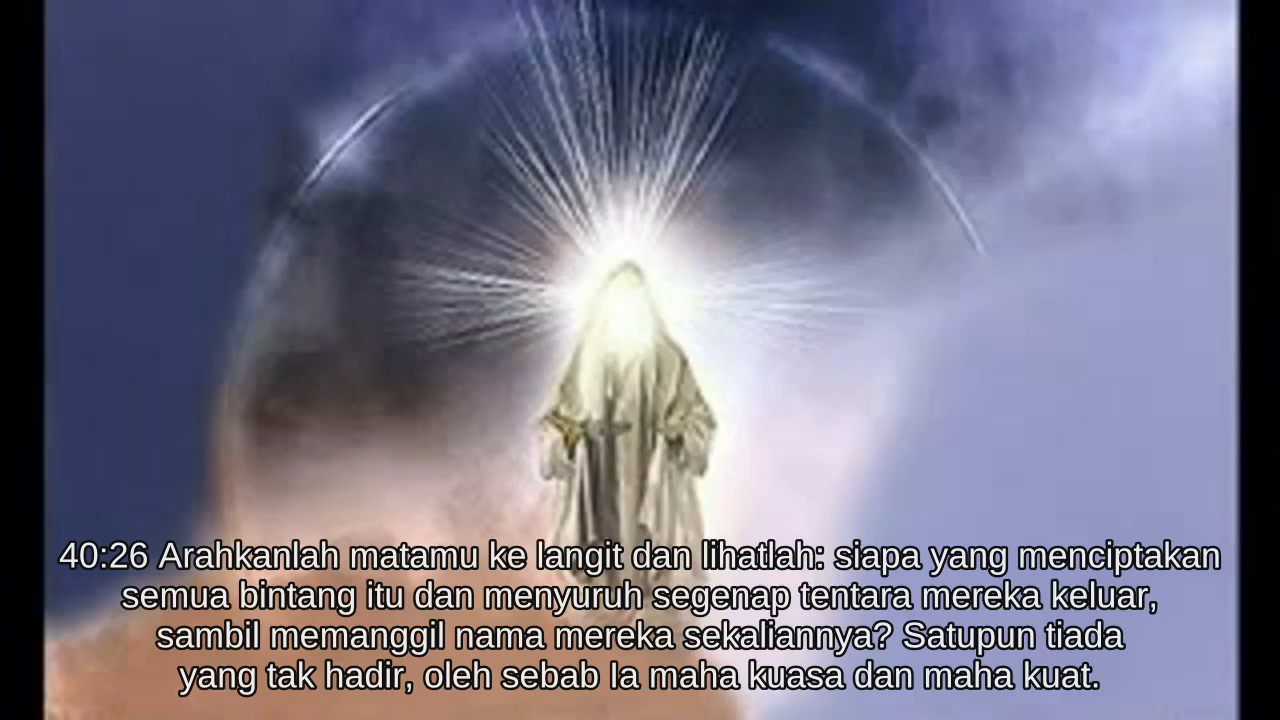 40:26 Arahkanlah matamu ke langit dan lihatlah: siapa yang menciptakan
semua bintang itu dan menyuruh segenap tentara mereka keluar,
sambil memanggil nama mereka sekaliannya? Satupun tiada
yang tak hadir, oleh sebab Ia maha kuasa dan maha kuat.